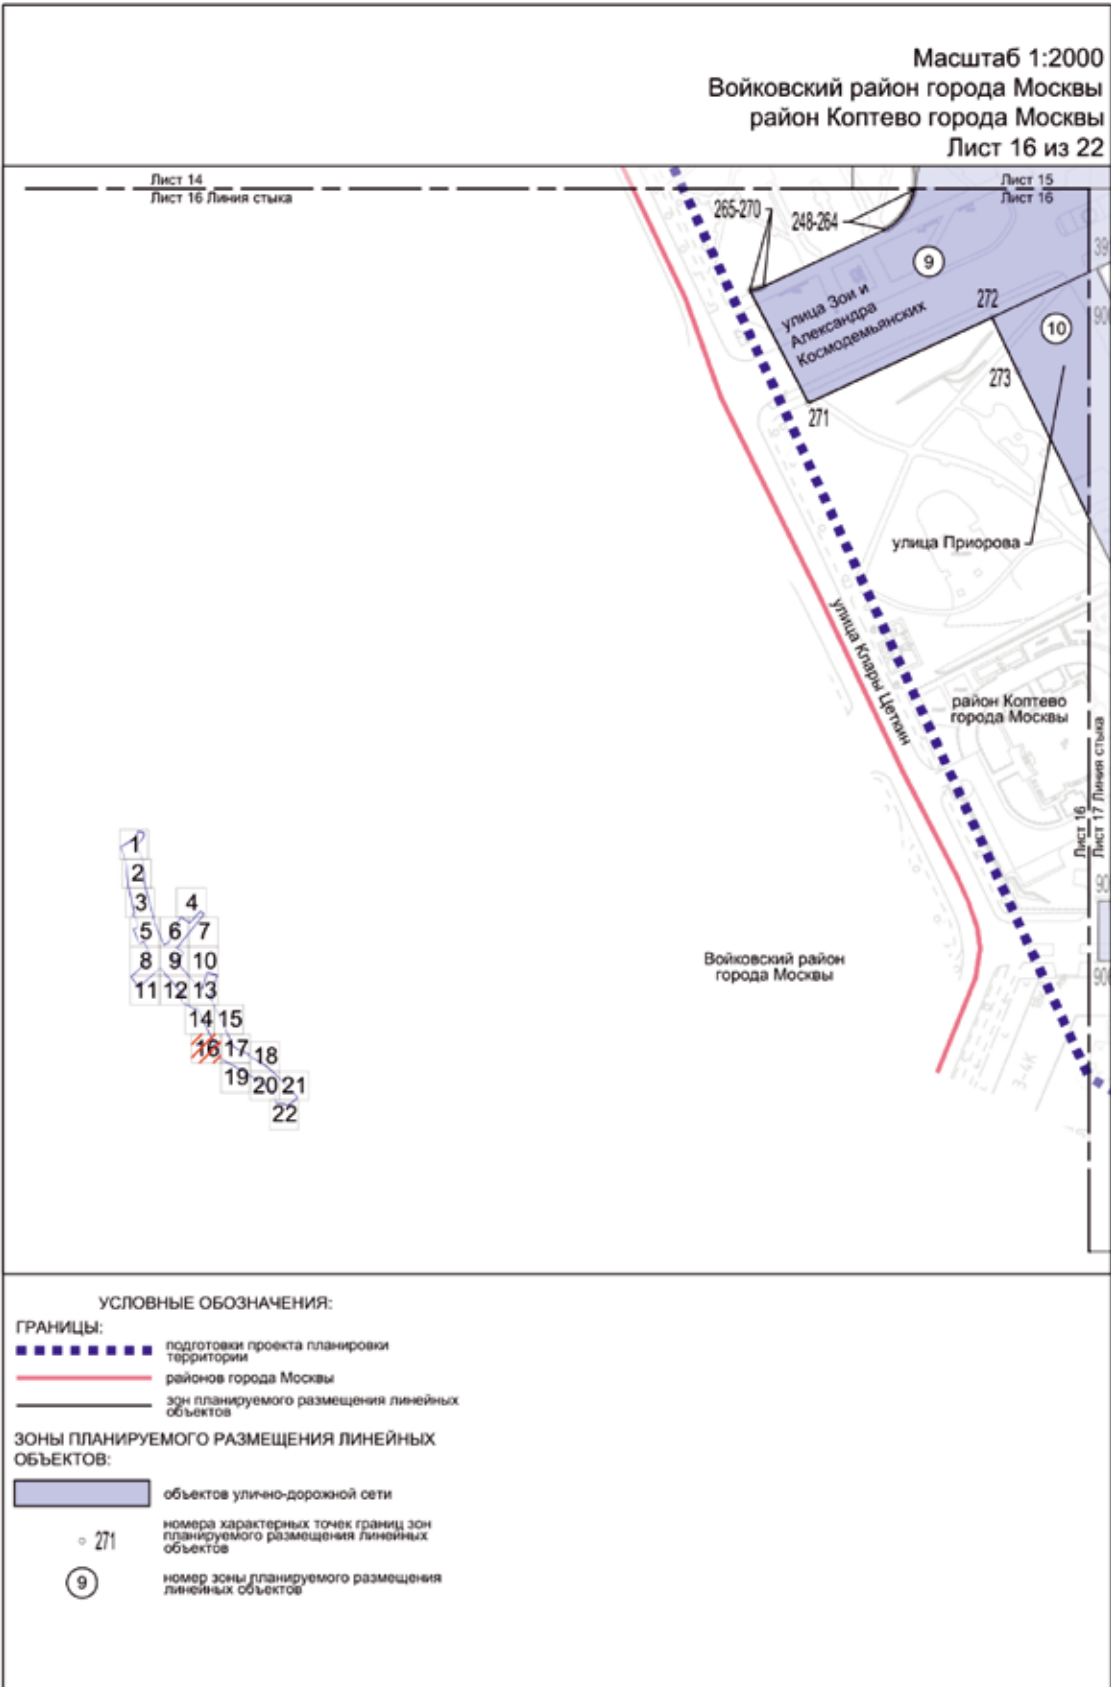 Масштаб 1:2000
Войковский район города Москвы
район Коптево города Москвы
Лист 16 из 22
Лист 14
Лист 16 Линия стыка
Лист 15
Лист 16
265-270
248-264
9
улица Зои и
Александра
Космодемьянских
272
10
273
271
улица Приорова
улица Клары Цеткин
район Коптево
города Москвы
Лист 16
Лист 17 Линия стыка
Войковский район
города Москвы
3-4К
1
2
3
4
5
6
7
8
9
10
11
12
13
14
15
16
17
18
19
20
21
22
УСЛОВНЫЕ ОБОЗНАЧЕНИЯ:
ГРАНИЦЫ:
подготовки проекта планировки
территории
районов города Москвы
зон планируемого размещения линейных
объектов
ЗОНЫ ПЛАНИРУЕМОГО РАЗМЕЩЕНИЯ ЛИНЕЙНЫХ
ОБЪЕКТОВ:
объектов улично-дорожной сети
271
номера характерных точек границ зон
планируемого размещения линейных
объектов
9
номер зоны планируемого размещения
линейных объектов